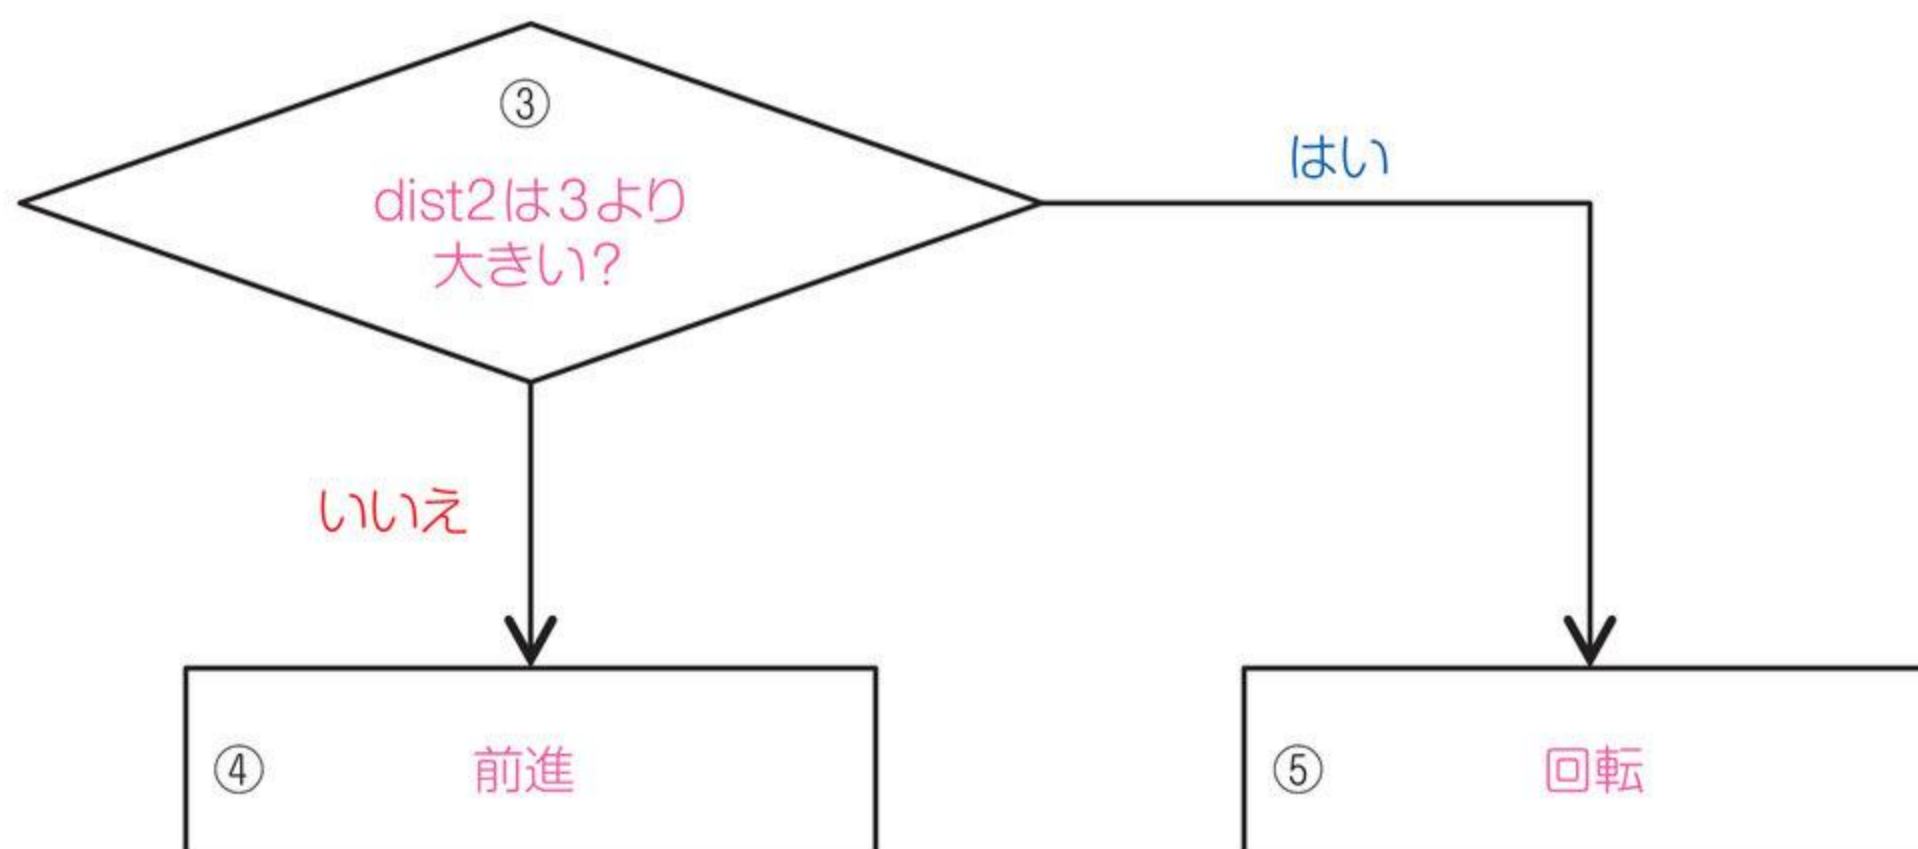 ③
dist2は3より
大きい?
はい
いいえ
④ 前進
⑤ 回転